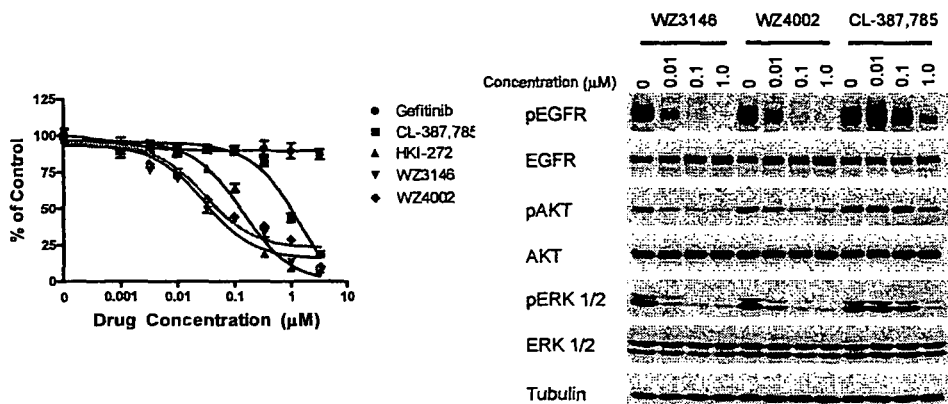 125
100
75
50
25
0
% of Control
0 0.001 0.01 0.1 1 10
Drug Concentration (µM)
Gefitinib
CL-387,785
HKI-272
WZ3146
WZ4002
WZ3146 WZ4002 CL-387,785
Concentration (µM)
0 0.01 0.1 1.0 0 0.01 0.1 1.0 0 0.01 0.1 1.0
pEGFR
EGFR
pAKT
AKT
pERK 1/2
ERK 1/2
Tubulin